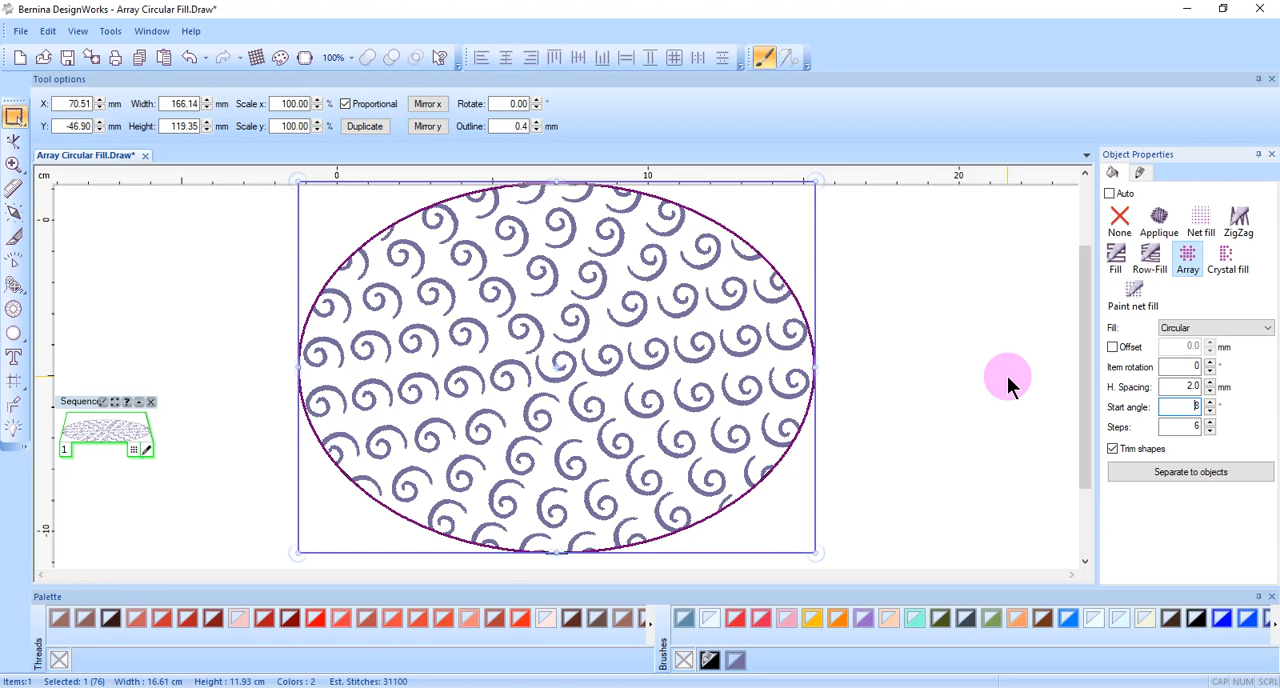 Bernina DesignWorks - Array Circular Fill.Draw*
File Edit View Tools Window Help
100%
Tool options
X: 70.51 mm Width: 166.14 mm Scale x: 100.00 % Proportional Mirror x Rotate: 0.00 °
Y: -46.90 mm Height: 119.35 mm Scale y: 100.00 % Duplicate Mirror y Outline: 0.4 mm
Array Circular Fill.Draw*
Object Properties
cm 0 10 20
Auto
None Applique Net fill ZigZag
Fill Row-Fill Array Crystal fill
Paint net fill
Fill: Circular
Offset 0.0 mm
Item rotation 0 °
H. Spacing: 2.0 mm
Start angle: 8 °
Steps: 6
Trim shapes
Separate to objects
0
-10
Sequence
1
Palette
Threads
Brushes
Items:1 Selected: 1 (76) Width : 16.61 cm Height : 11.93 cm Colors : 2 Est. Stitches: 31100 CAP NUM SCRL